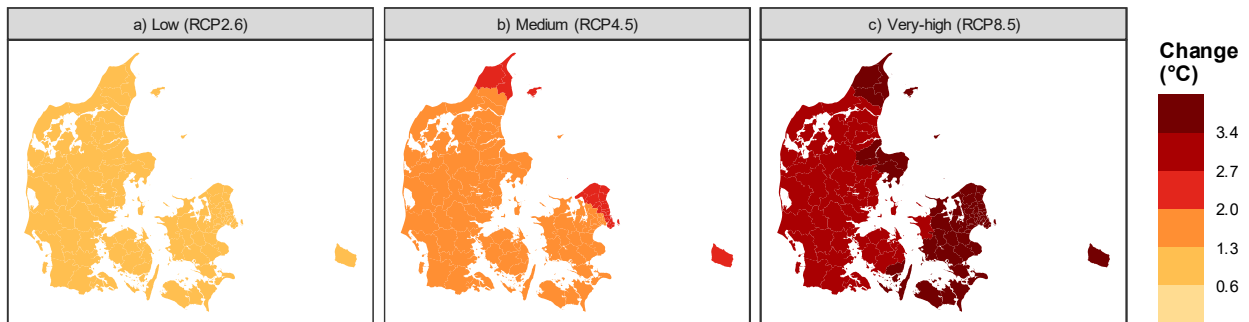 a) Low (RCP2.6)
b) Medium (RCP4.5)
c) Very-high (RCP8.5)
Change
(°C)
3.4
2.7
2.0
1.3
0.6